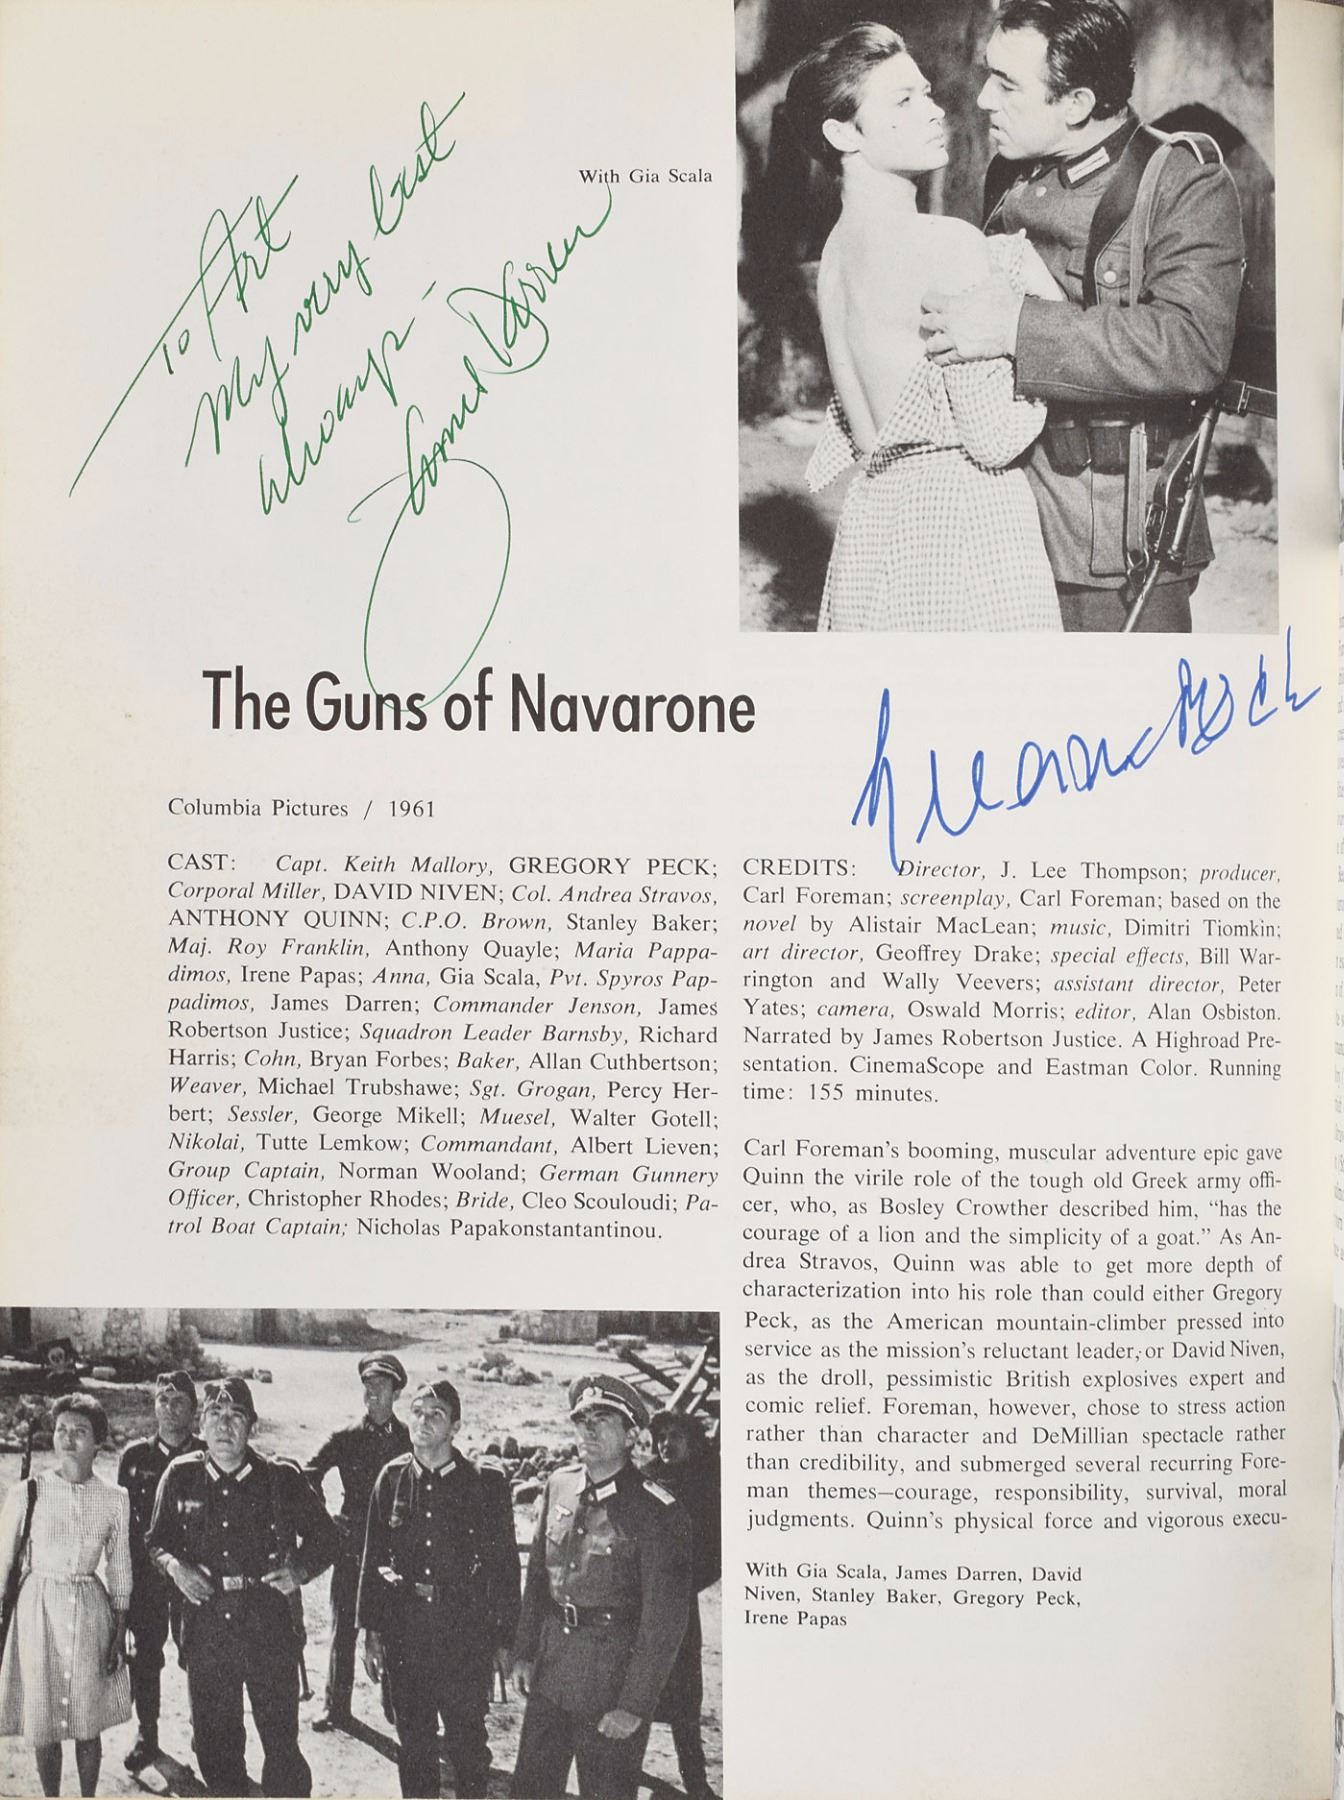 With Gia Scala
To Art
My very best
always -
James Darren
The Guns of Navarone
Gregory Peck
Columbia Pictures / 1961
CAST: Capt. Keith Mallory, GREGORY PECK;
Corporal Miller, DAVID NIVEN; Col. Andrea Stravos,
ANTHONY QUINN; C.P.O. Brown, Stanley Baker;
Maj. Roy Franklin, Anthony Quayle; Maria Pappa-
dimos, Irene Papas; Anna, Gia Scala, Pvt. Spyros Pap-
padimos, James Darren; Commander Jenson, James
Robertson Justice; Squadron Leader Barnsby, Richard
Harris; Cohn, Bryan Forbes; Baker, Allan Cuthbertson;
Weaver, Michael Trubshawe; Sgt. Grogan, Percy Her-
bert; Sessler, George Mikell; Muesel, Walter Gotell;
Nikolai, Tutte Lemkow; Commandant, Albert Lieven;
Group Captain, Norman Wooland; German Gunnery
Officer, Christopher Rhodes; Bride, Cleo Scouloudi; Pa-
trol Boat Captain; Nicholas Papakonstantantinou.
CREDITS: Director, J. Lee Thompson; producer,
Carl Foreman; screenplay, Carl Foreman; based on the
novel by Alistair MacLean; music, Dimitri Tiomkin;
art director, Geoffrey Drake; special effects, Bill War-
rington and Wally Veevers; assistant director, Peter
Yates; camera, Oswald Morris; editor, Alan Osbiston.
Narrated by James Robertson Justice. A Highroad Pre-
sentation. CinemaScope and Eastman Color. Running
time: 155 minutes.
Carl Foreman's booming, muscular adventure epic gave
Quinn the virile role of the tough old Greek army offi-
cer, who, as Bosley Crowther described him, “has the
courage of a lion and the simplicity of a goat.” As An-
drea Stravos, Quinn was able to get more depth of
characterization into his role than could either Gregory
Peck, as the American mountain-climber pressed into
service as the mission's reluctant leader, or David Niven,
as the droll, pessimistic British explosives expert and
comic relief. Foreman, however, chose to stress action
rather than character and DeMillian spectacle rather
than credibility, and submerged several recurring Fore-
man themes—courage, responsibility, survival, moral
judgments. Quinn's physical force and vigorous execu-
With Gia Scala, James Darren, David
Niven, Stanley Baker, Gregory Peck,
Irene Papas